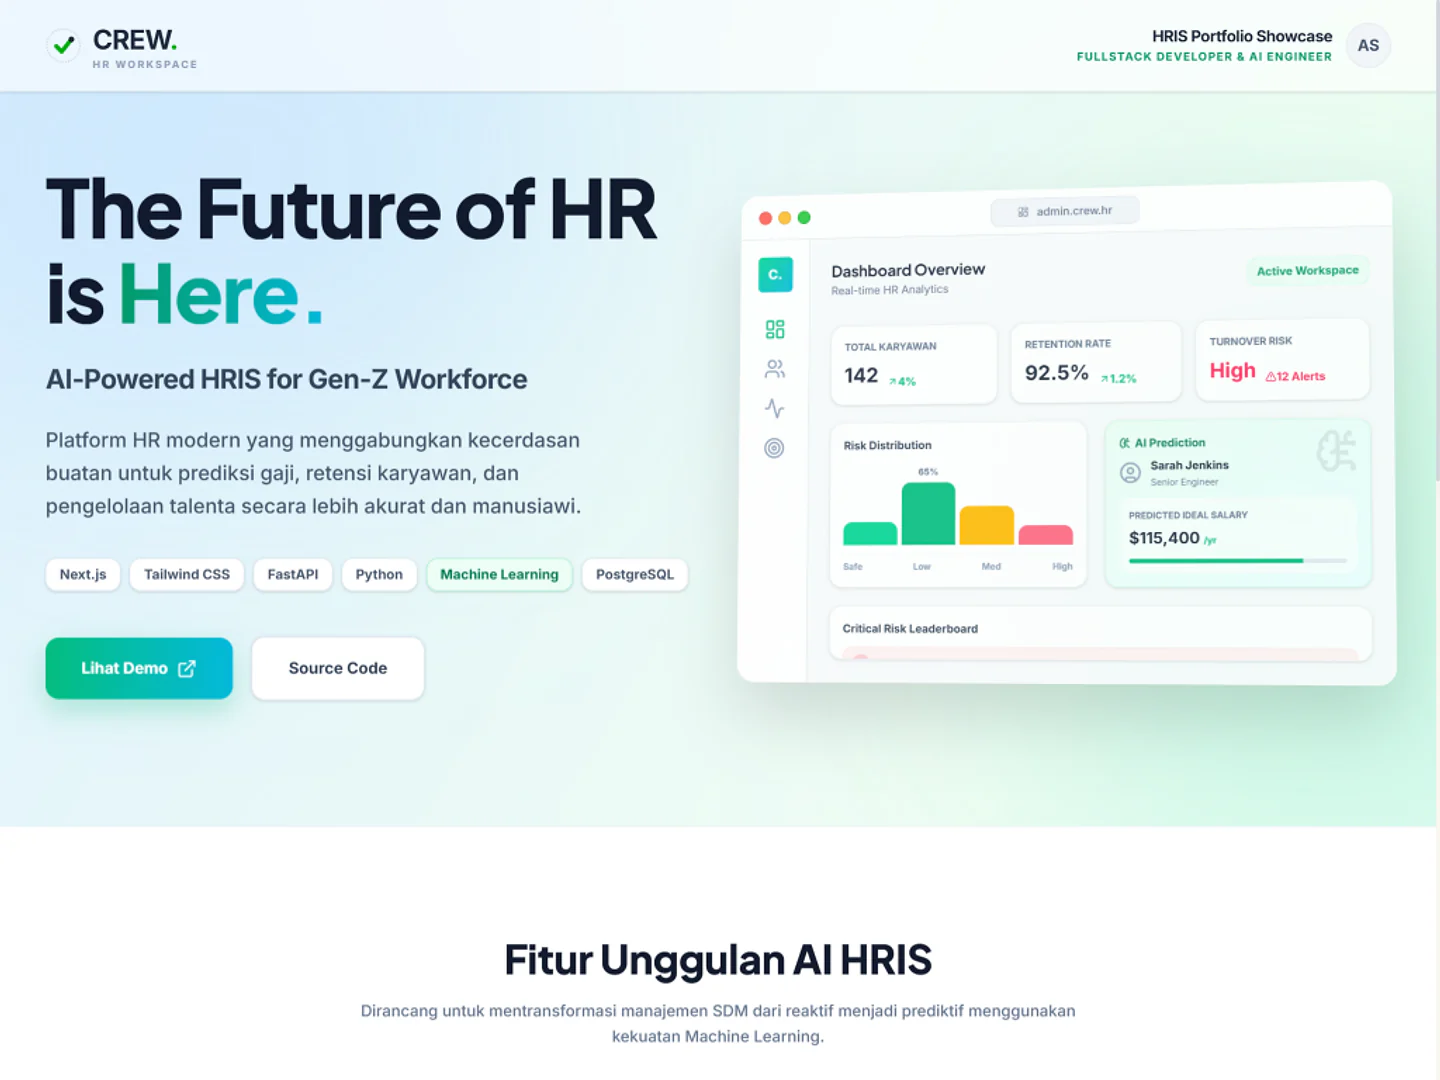 CREW.
HR WORKSPACE
HRIS Portfolio Showcase
FULLSTACK DEVELOPER & AI ENGINEER
AS
The Future of HR
is Here.
AI-Powered HRIS for Gen-Z Workforce
Platform HR modern yang menggabungkan kecerdasan
buatan untuk prediksi gaji, retensi karyawan, dan
pengelolaan talenta secara lebih akurat dan manusiawi.
Next.js
Tailwind CSS
FastAPI
Python
Machine Learning
PostgreSQL
Lihat Demo
Source Code
admin.crew.hr
C.
Dashboard Overview
Real-time HR Analytics
Active Workspace
TOTAL KARYAWAN
142
4%
RETENTION RATE
92.5%
1.2%
TURNOVER RISK
High
12 Alerts
Risk Distribution
65%
Safe
Low
Med
High
AI Prediction
Sarah Jenkins
Senior Engineer
PREDICTED IDEAL SALARY
$115,400 /yr
Critical Risk Leaderboard
Fitur Unggulan AI HRIS
Dirancang untuk mentransformasi manajemen SDM dari reaktif menjadi prediktif menggunakan
kekuatan Machine Learning.